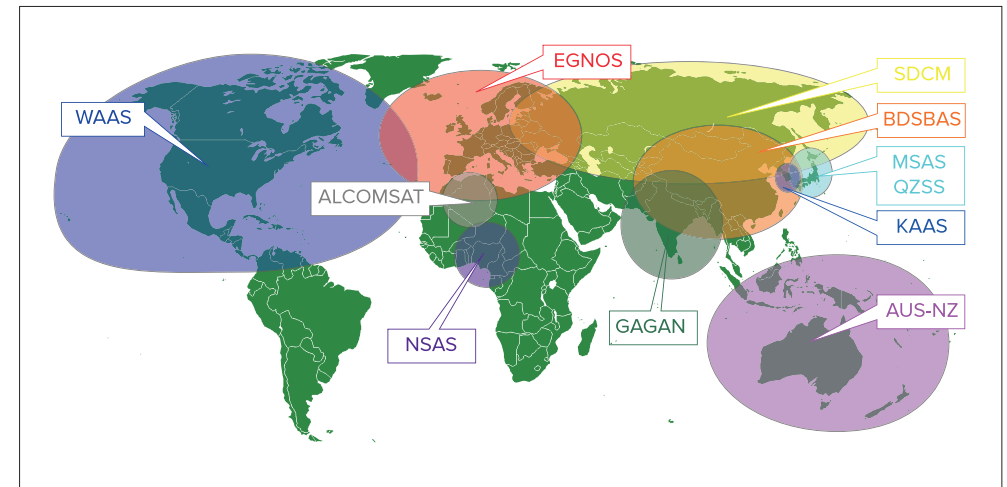 EGNOS
SDCM
WAAS
BDSBAS
MSAS
QZSS
ALCOMSAT
KAAS
AUS-NZ
GAGAN
NSAS